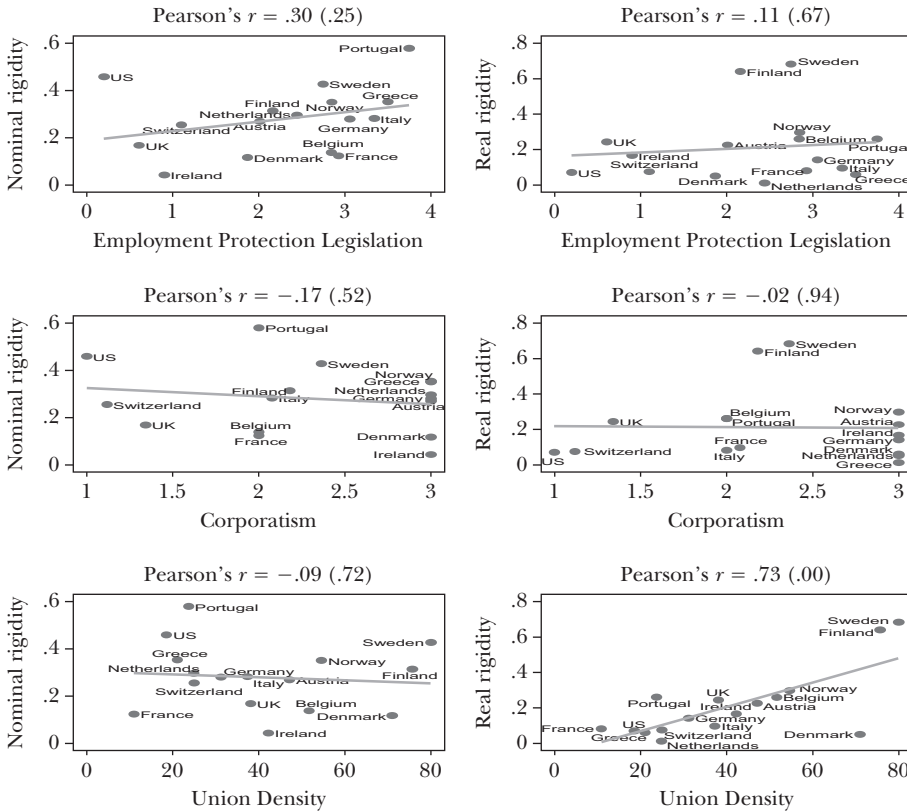 Pearson's r = .30 (.25)
Nominal rigidity
.6
.4
.2
0
Portugal
US
Sweden
Finland
Greece
Netherlands
Norway
Switzerland
Austria
Germany
Italy
UK
Belgium
Denmark
France
Ireland
0 1 2 3 4
Employment Protection Legislation
Pearson's r = .11 (.67)
Real rigidity
.8
.6
.4
.2
0
Sweden
Finland
Norway
UK
Belgium
Austria
Portugal
Ireland
Germany
Switzerland
France
Italy
US
Denmark
Greece
Netherlands
0 1 2 3 4
Employment Protection Legislation
Pearson's r = −.17 (.52)
Nominal rigidity
.6
.4
.2
0
Portugal
US
Sweden
Norway
Greece
Finland
Netherlands
Italy
Germany
Switzerland
Austria
UK
Belgium
France
Denmark
Ireland
1 1.5 2 2.5 3
Corporatism
Pearson's r = −.02 (.94)
Real rigidity
.8
.6
.4
.2
0
Sweden
Finland
Norway
Belgium
UK
Portugal
Austria
Ireland
Germany
France
Denmark
Switzerland
US
Italy
Netherlands
Greece
1 1.5 2 2.5 3
Corporatism
Pearson's r = −.09 (.72)
Nominal rigidity
.6
.4
.2
0
Portugal
US
Sweden
Greece
Norway
Netherlands
Germany
Finland
Italy
Austria
Switzerland
UK
Belgium
France
Denmark
Ireland
0 20 40 60 80
Union Density
Pearson's r = .73 (.00)
Real rigidity
.8
.6
.4
.2
0
Sweden
Finland
Norway
UK
Portugal
Belgium
Ireland
Austria
Germany
US
France
Italy
Greece
Switzerland
Denmark
Netherlands
0 20 40 60 80
Union Density